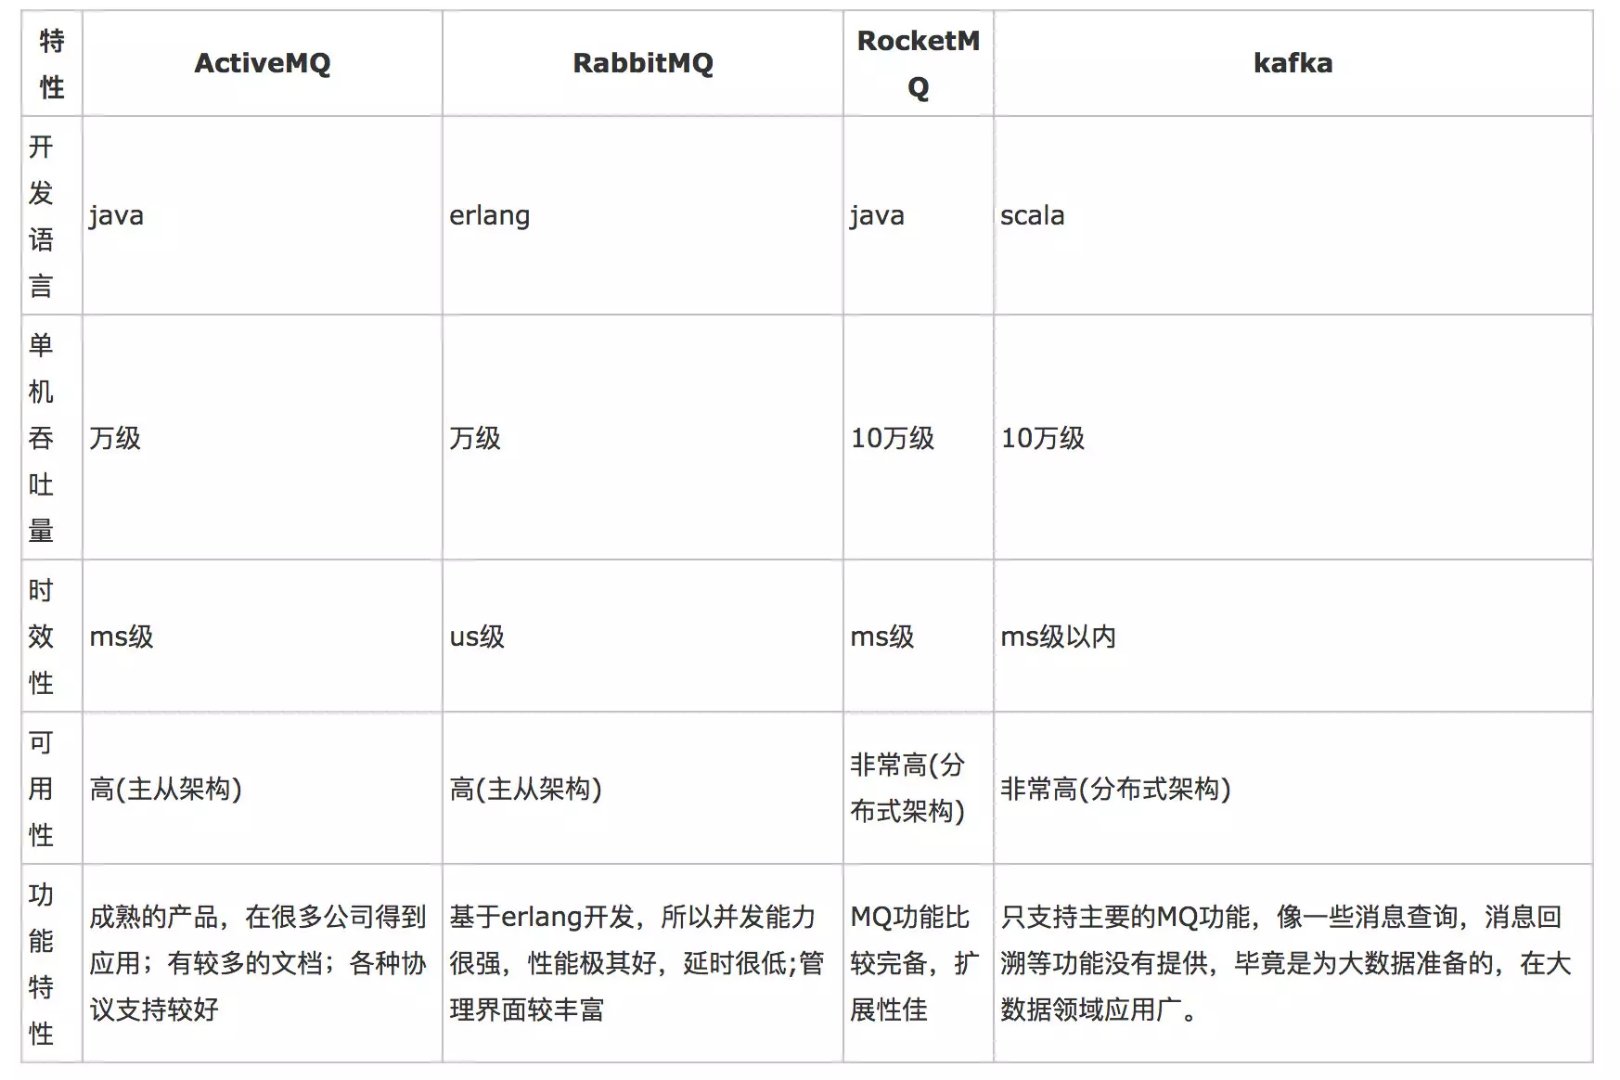 特
性
ActiveMQ
RabbitMQ
RocketM
Q
kafka
开
发
语
言
java
erlang
java
scala
单
机
吞
吐
量
万级
万级
10万级
10万级
时
效
性
ms级
us级
ms级
ms级以内
可
用
性
高(主从架构)
高(主从架构)
非常高(分
布式架构)
非常高(分布式架构)
功
能
特
性
成熟的产品，在很多公司得到
应用；有较多的文档；各种协
议支持较好
基于erlang开发，所以并发能力
很强，性能极其好，延时很低;管
理界面较丰富
MQ功能比
较完备，扩
展性佳
只支持主要的MQ功能，像一些消息查询，消息回
溯等功能没有提供，毕竟是为大数据准备的，在大
数据领域应用广。